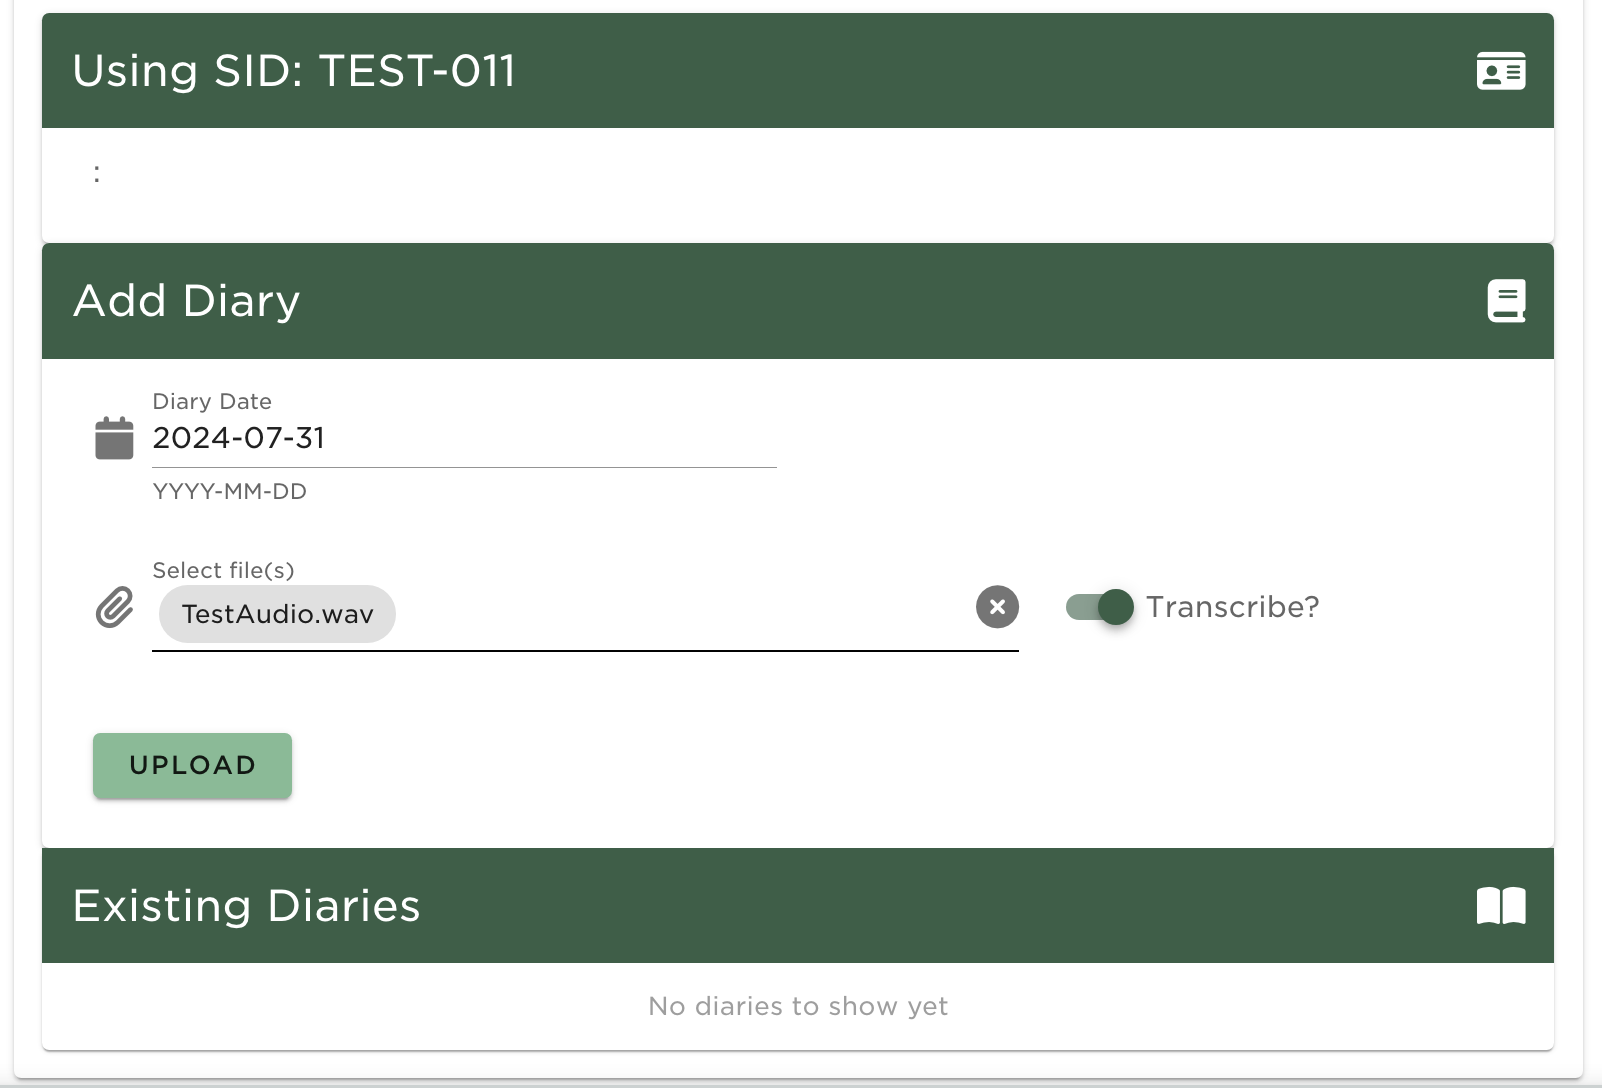 Using SID: TEST-011
:
Add Diary
Diary Date
2024-07-31
YYYY-MM-DD
Select file(s)
TestAudio.wav
Transcribe?
UPLOAD
Existing Diaries
No diaries to show yet